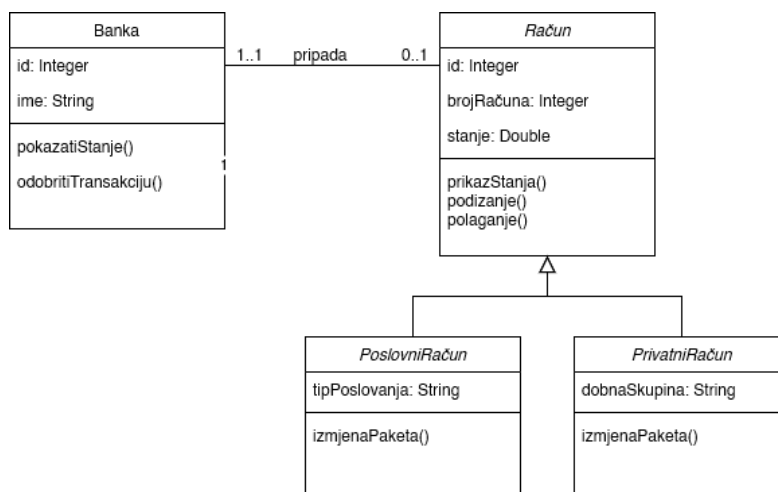 Banka
id: Integer
ime: String
pokazatiStanje()
odobritiTransakciju()
1
1..1 pripada 0..1
Račun
id: Integer
brojRačuna: Integer
stanje: Double
prikazStanja()
podizanje()
polaganje()
PoslovniRačun
tipPoslovanja: String
izmjenaPaketa()
PrivatniRačun
dobnaSkupina: String
izmjenaPaketa()